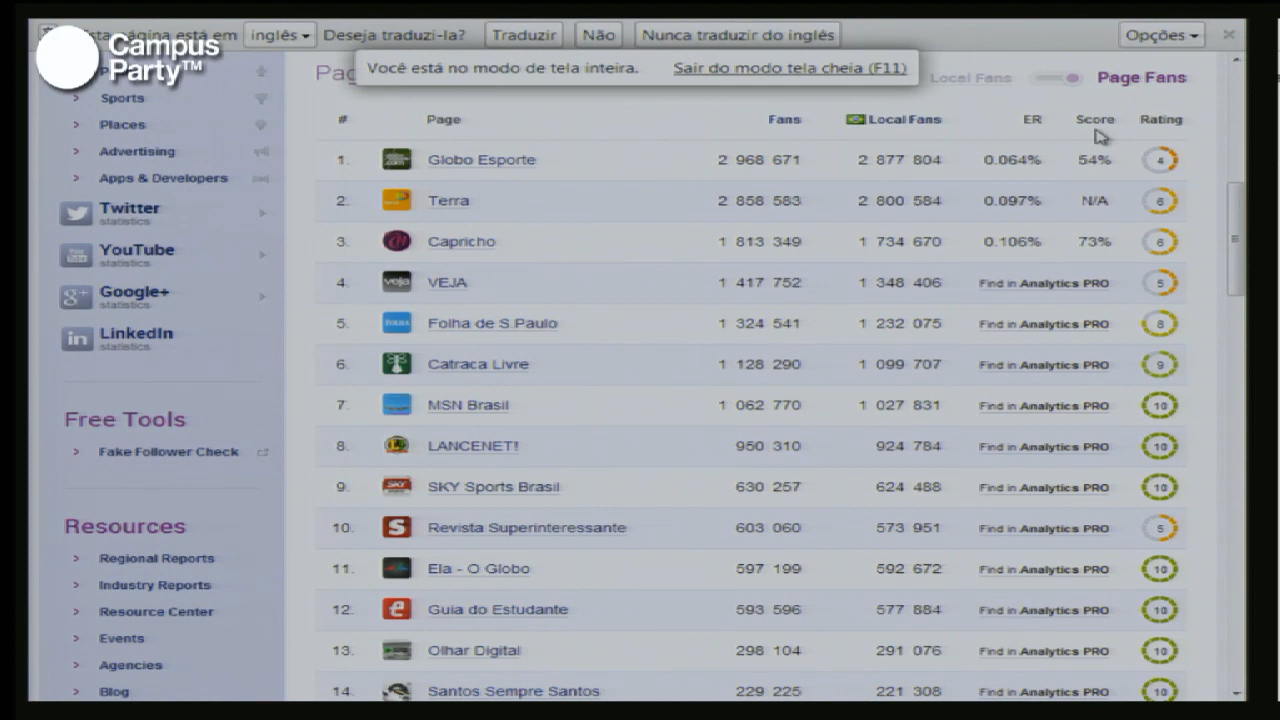 sta página está em inglês Deseja traduzi-la? Traduzir Não Nunca traduzir do inglês Opções
Campus
Party™
Você está no modo de tela inteira. Sair do modo tela cheia (F11)
Local Fans Page Fans
Sports
Places
Advertising
Apps & Developers
Twitter
statistics
YouTube
statistics
Google+
statistics
LinkedIn
statistics
Free Tools
Fake Follower Check
Resources
Regional Reports
Industry Reports
Resource Center
Events
Agencies
Blog
# Page Fans Local Fans ER Score Rating
1. Globo Esporte 2 968 671 2 877 804 0.064% 54% 4
2. Terra 2 858 583 2 800 584 0.097% N/A 6
3. Capricho 1 813 349 1 734 670 0.106% 73% 6
4. veja VEJA 1 417 752 1 348 406 Find in Analytics PRO 5
5. FOLHA Folha de S.Paulo 1 324 541 1 232 075 Find in Analytics PRO 8
6. Catraca Livre 1 128 290 1 099 707 Find in Analytics PRO 9
7. MSN Brasil 1 062 770 1 027 831 Find in Analytics PRO 10
8. LANCENET! 950 310 924 784 Find in Analytics PRO 10
9. SKY SKY Sports Brasil 630 257 624 488 Find in Analytics PRO 10
10. S Revista Superinteressante 603 060 573 951 Find in Analytics PRO 5
11. Ela - O Globo 597 199 592 672 Find in Analytics PRO 10
12. e Guia do Estudante 593 596 577 884 Find in Analytics PRO 10
13. Olhar Digital 298 104 291 076 Find in Analytics PRO 10
14. Santos Sempre Santos 229 225 221 308 Find in Analytics PRO 10